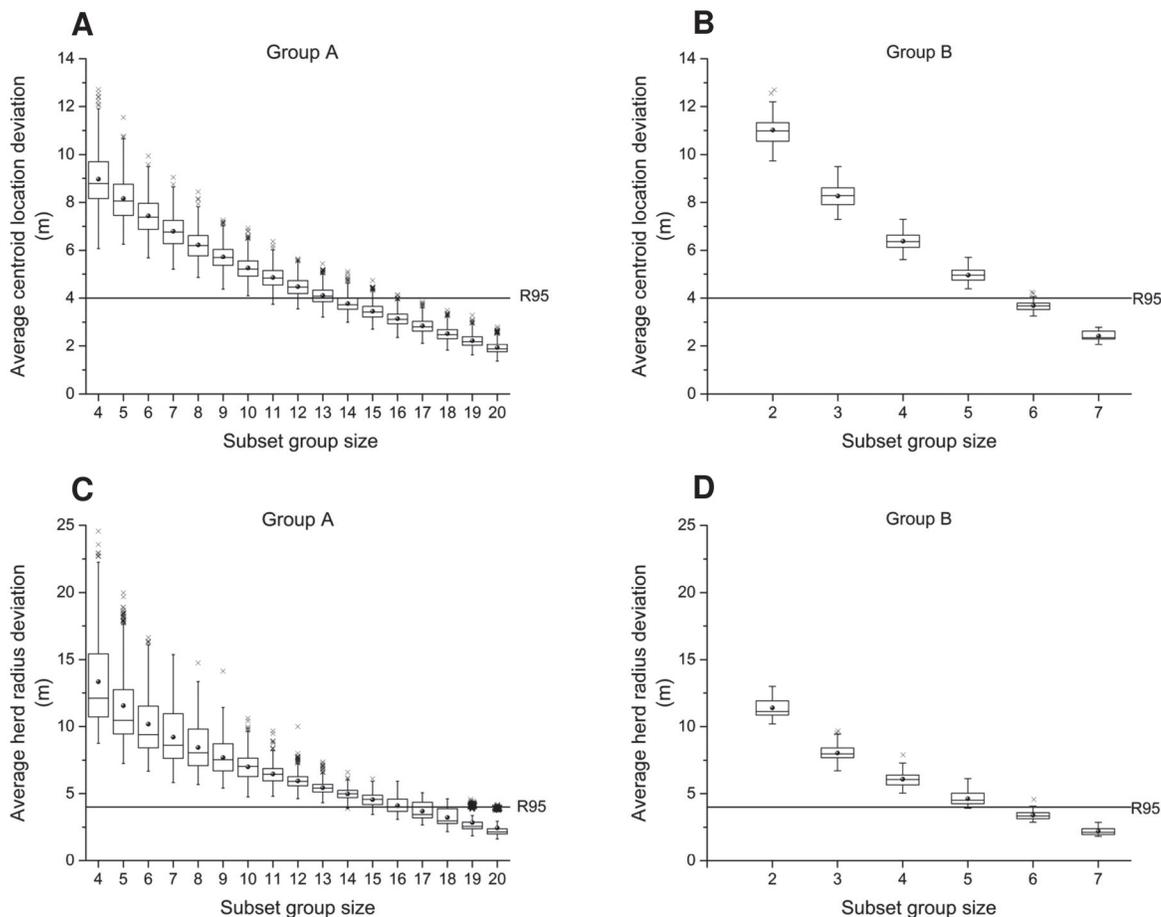 A
Group A
14
12
10
8
6
4
2
0
Average centroid location deviation
(m)
R95
4 5 6 7 8 9 10 11 12 13 14 15 16 17 18 19 20
Subset group size
B
Group B
14
12
10
8
6
4
2
0
Average centroid location deviation
(m)
R95
2 3 4 5 6 7
Subset group size
C
Group A
25
20
15
10
5
0
Average herd radius deviation
(m)
R95
4 5 6 7 8 9 10 11 12 13 14 15 16 17 18 19 20
Subset group size
D
Group B
25
20
15
10
5
0
Average herd radius deviation
(m)
R95
2 3 4 5 6 7
Subset group size